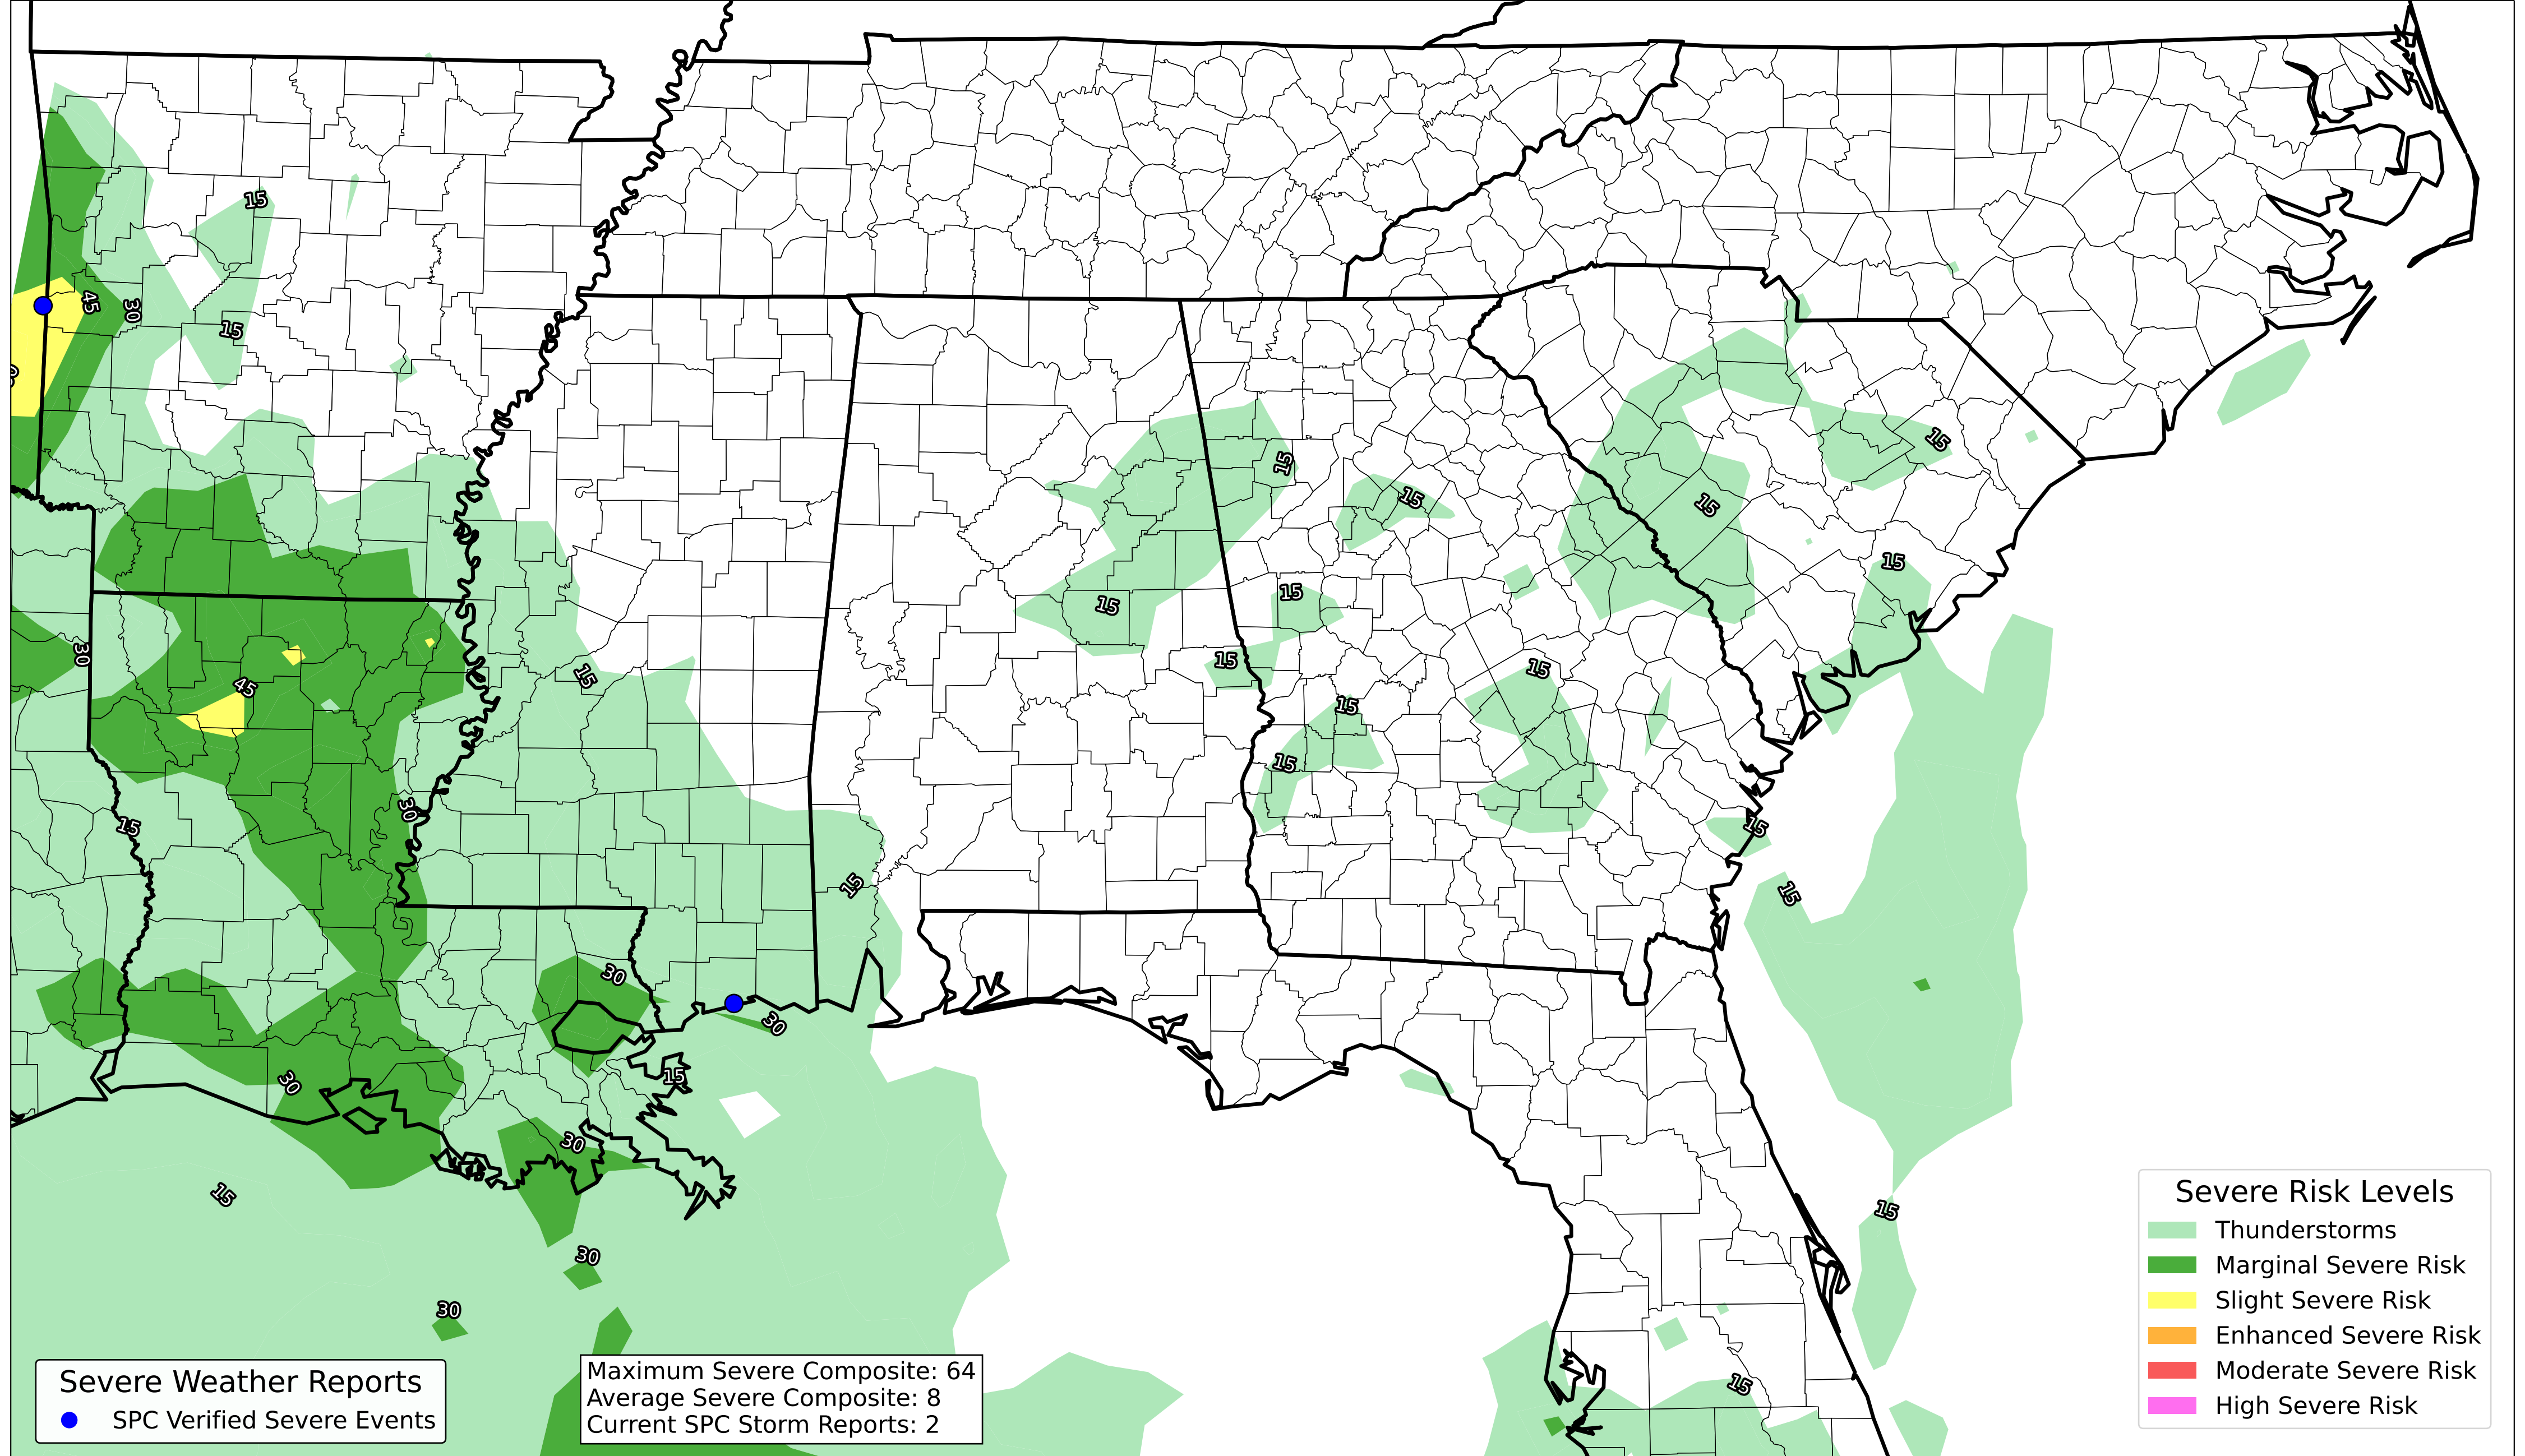 15
45
30
15
15
15
15
15
15
15
30
15
15
45
15
15
15
15
30
15
15
15
15
30
30
15
30
30
15
15
30
30
15
Severe Weather Reports
SPC Verified Severe Events
Maximum Severe Composite: 64
Average Severe Composite: 8
Current SPC Storm Reports: 2
Severe Risk Levels
Thunderstorms
Marginal Severe Risk
Slight Severe Risk
Enhanced Severe Risk
Moderate Severe Risk
High Severe Risk